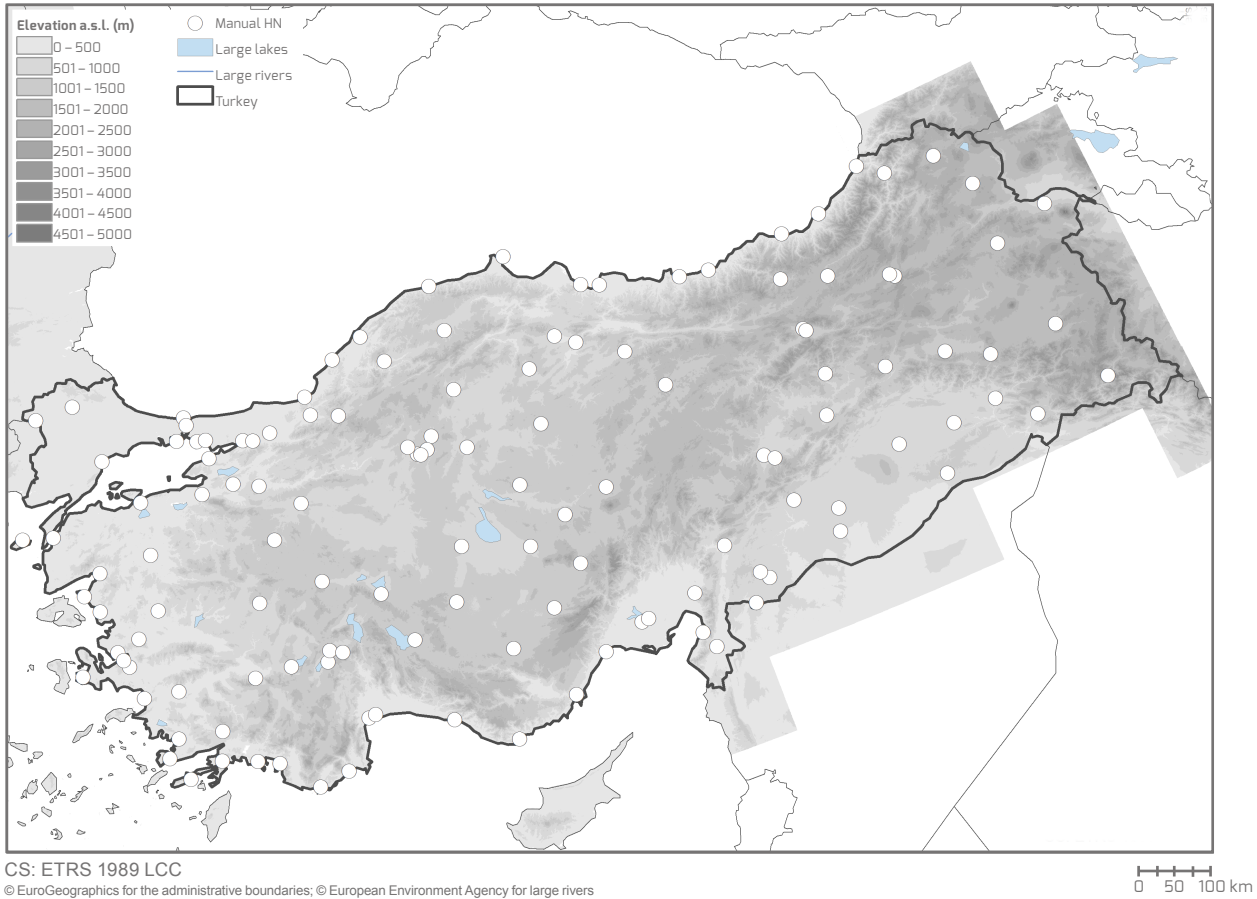 Elevation a.s.l. (m)
0 – 500
501 – 1000
1001 – 1500
1501 – 2000
2001 – 2500
2501 – 3000
3001 – 3500
3501 – 4000
4001 – 4500
4501 – 5000
Manual HN
Large lakes
Large rivers
Turkey
CS: ETRS 1989 LCC
© EuroGeographics for the administrative boundaries; © European Environment Agency for large rivers
0 50 100 km